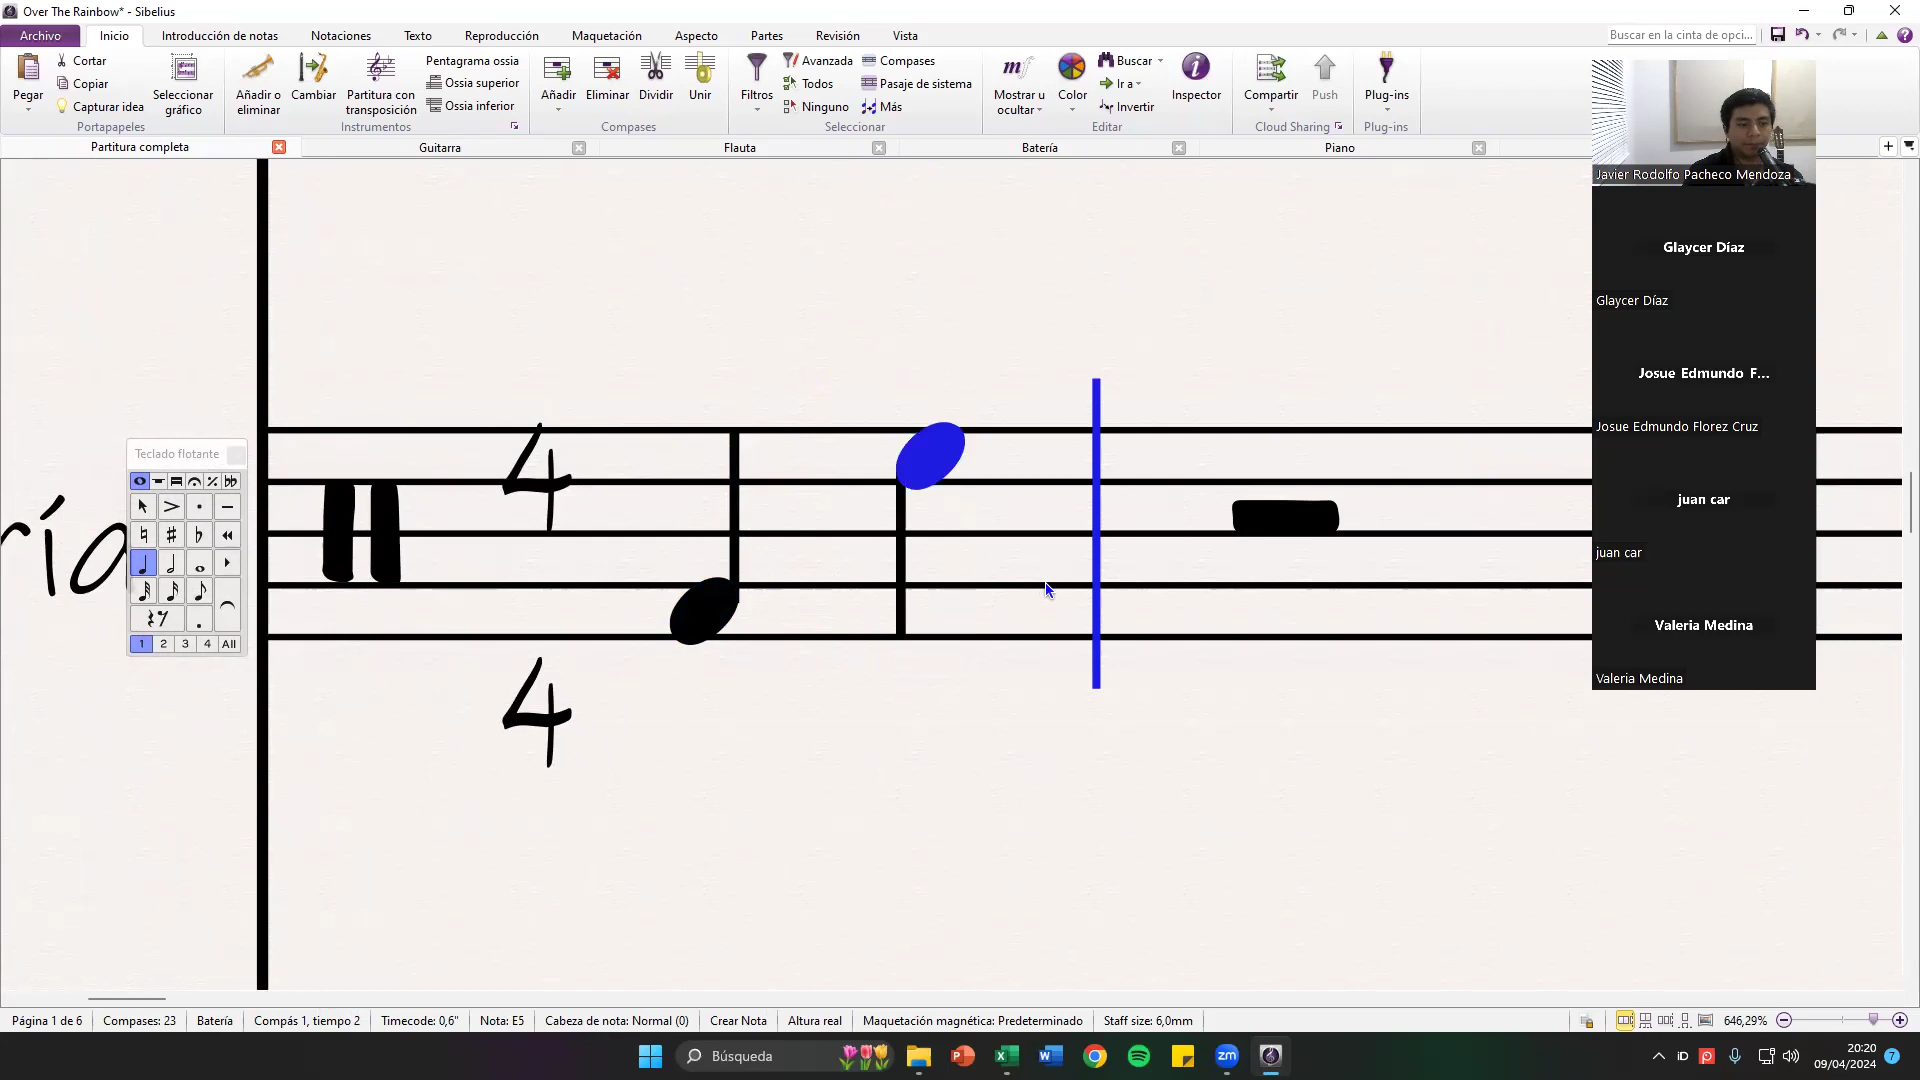 Over The Rainbow* - Sibelius
Archivo Inicio Introducción de notas Notaciones Texto Reproducción Maquetación Aspecto Partes Revisión Vista
Buscar en la cinta de opci...
Pegar
Cortar
Copiar
Capturar idea
Seleccionar
gráfico
Portapapeles
Añadir o
eliminar
Cambiar
Partitura con
transposición
Pentagrama ossia
Ossia superior
Ossia inferior
Instrumentos
Añadir
Eliminar
Dividir
Unir
Compases
Filtros
Avanzada
Todos
Ninguno
Compases
Pasaje de sistema
Más
Seleccionar
mf
Mostrar u
ocultar
Color
Buscar
Ir a
Invertir
Inspector
Editar
Compartir
Push
Cloud Sharing
Plug-ins
Plug-ins
Partitura completa
Guitarra
Flauta
Batería
Piano
Javier Rodolfo Pacheco Mendoza
Glaycer Díaz
Glaycer Díaz
Josue Edmundo F...
Josue Edmundo Florez Cruz
juan car
juan car
Valeria Medina
Valeria Medina
ría
4
4
Teclado flotante
1 2 3 4 All
Página 1 de 6 Compases: 23 Batería Compás 1, tiempo 2 Timecode: 0,6" Nota: E5 Cabeza de nota: Normal (0) Crear Nota Altura real Maquetación magnética: Predeterminado Staff size: 6,0mm 646,29%
Búsqueda
zm
iD
20:20
09/04/2024
7